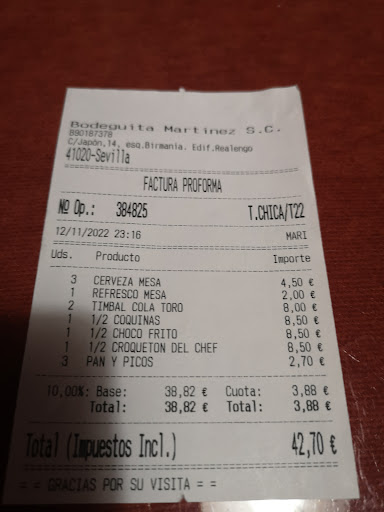 Bodeguita Martinez S.C.
B90187378
C/Japón,14, esq.Birmania. Edif.Realengo
41020-Sevilla
FACTURA PROFORMA
Nº Op.: 384825 T.CHICA/T22
12/11/2022 23:16 MARI
Uds. Producto Importe
3 CERVEZA MESA 4,50 €
1 REFRESCO MESA 2,00 €
2 TIMBAL COLA TORO 8,00 €
1 1/2 COQUINAS 8,50 €
1 1/2 CHOCO FRITO 8,50 €
1 1/2 CROQUETON DEL CHEF 8,50 €
3 PAN Y PICOS 2,70 €
10,00%: Base: 38,82 € Cuota: 3,88 €
Total: 38,82 € Total: 3,88 €
Total (Impuestos Incl.) 42,70 €
= = GRACIAS POR SU VISITA = =